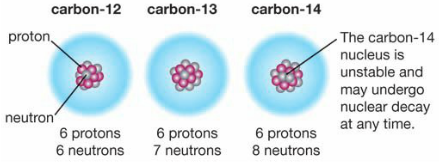 carbon-12
carbon-13
carbon-14
proton
neutron
6 protons
6 neutrons
6 protons
7 neutrons
6 protons
8 neutrons
The carbon-14
nucleus is
unstable and
may undergo
nuclear decay
at any time.